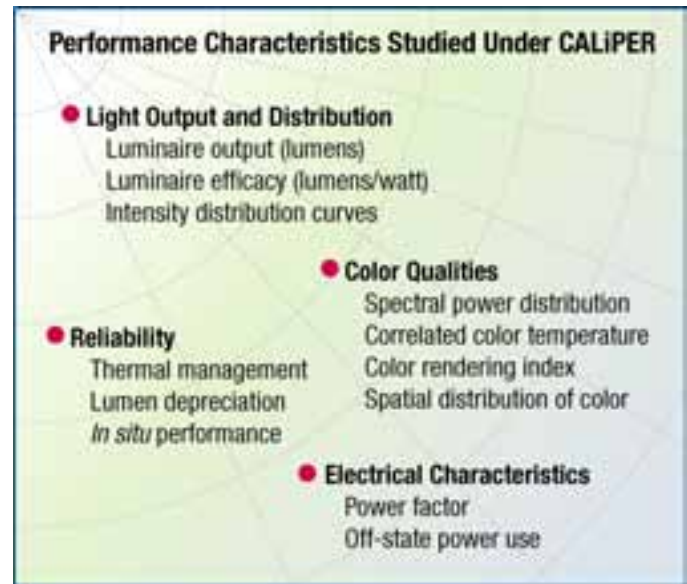 Performance Characteristics Studied Under CALiPER
● Light Output and Distribution
Luminaire output (lumens)
Luminaire efficacy (lumens/watt)
Intensity distribution curves
● Color Qualities
Spectral power distribution
Correlated color temperature
Color rendering index
Spatial distribution of color
● Reliability
Thermal management
Lumen depreciation
In situ performance
● Electrical Characteristics
Power factor
Off-state power use